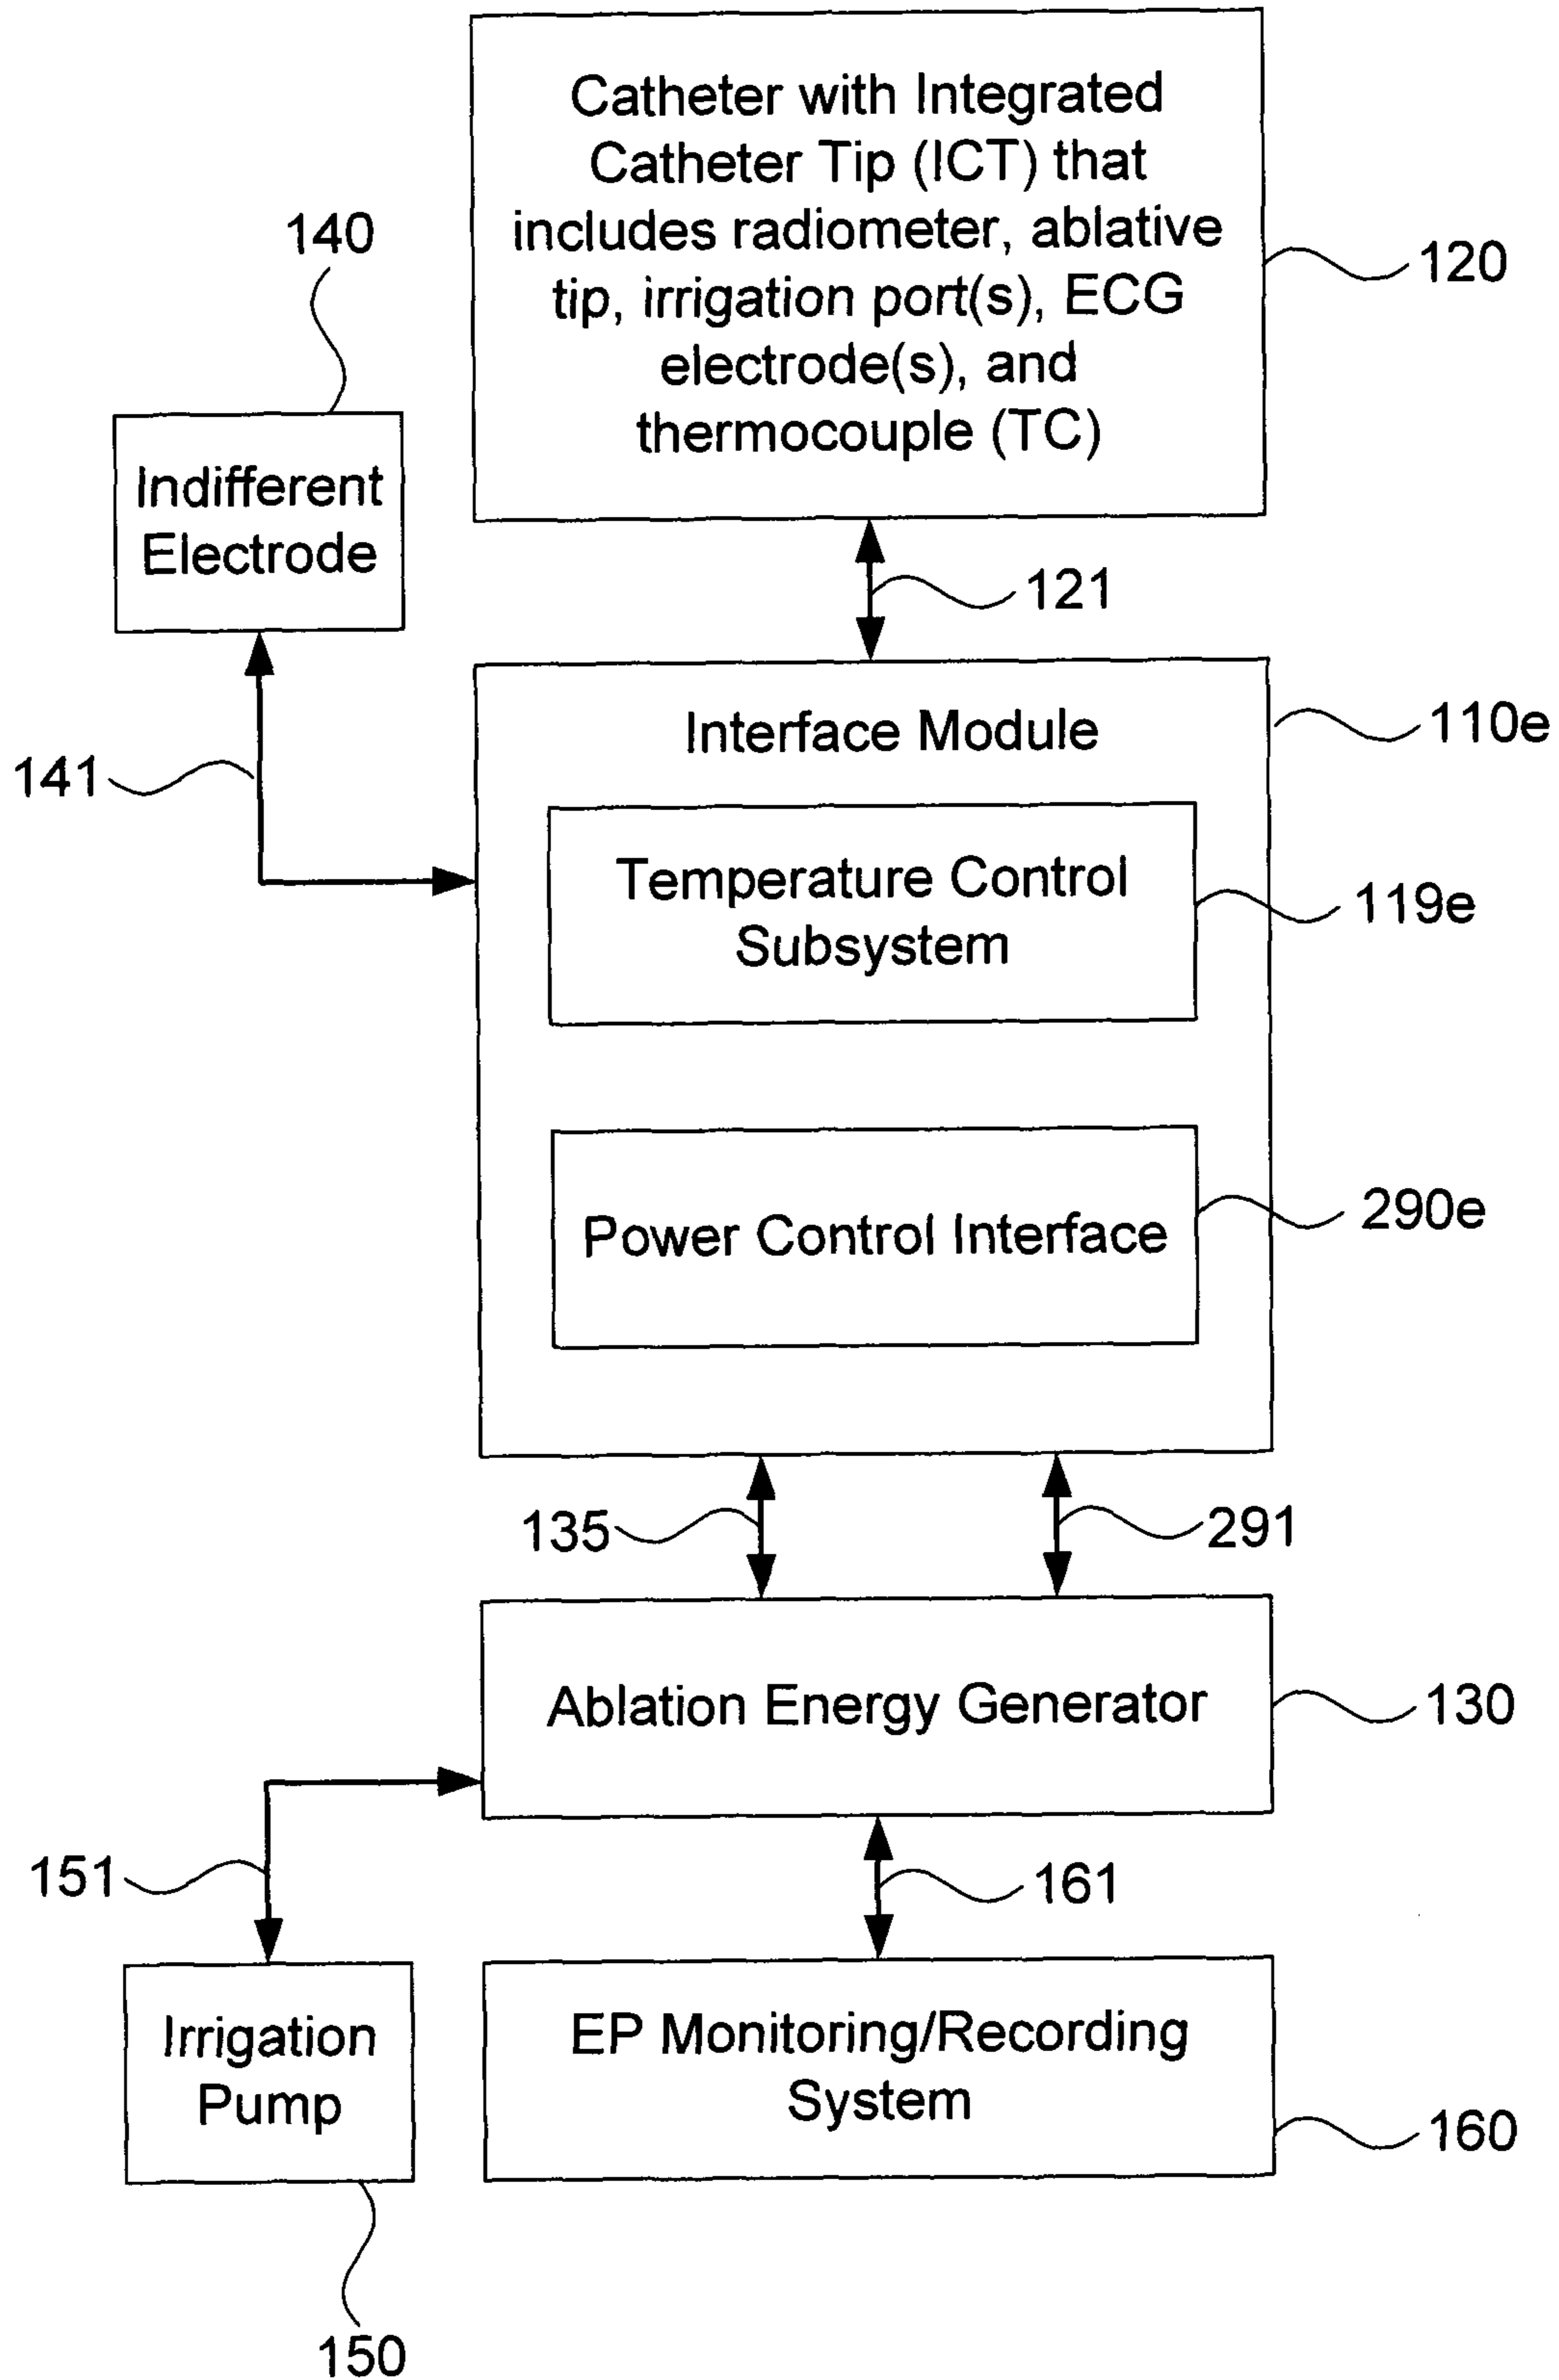 Catheter with Integrated
Catheter Tip (ICT) that
includes radiometer, ablative
tip, irrigation port(s), ECG
electrode(s), and
thermocouple (TC)
120
140
Indifferent
Electrode
121
141
Interface Module
110e
Temperature Control
Subsystem
119e
Power Control Interface
290e
135
291
Ablation Energy Generator
130
151
161
Irrigation
Pump
150
EP Monitoring/Recording
System
160